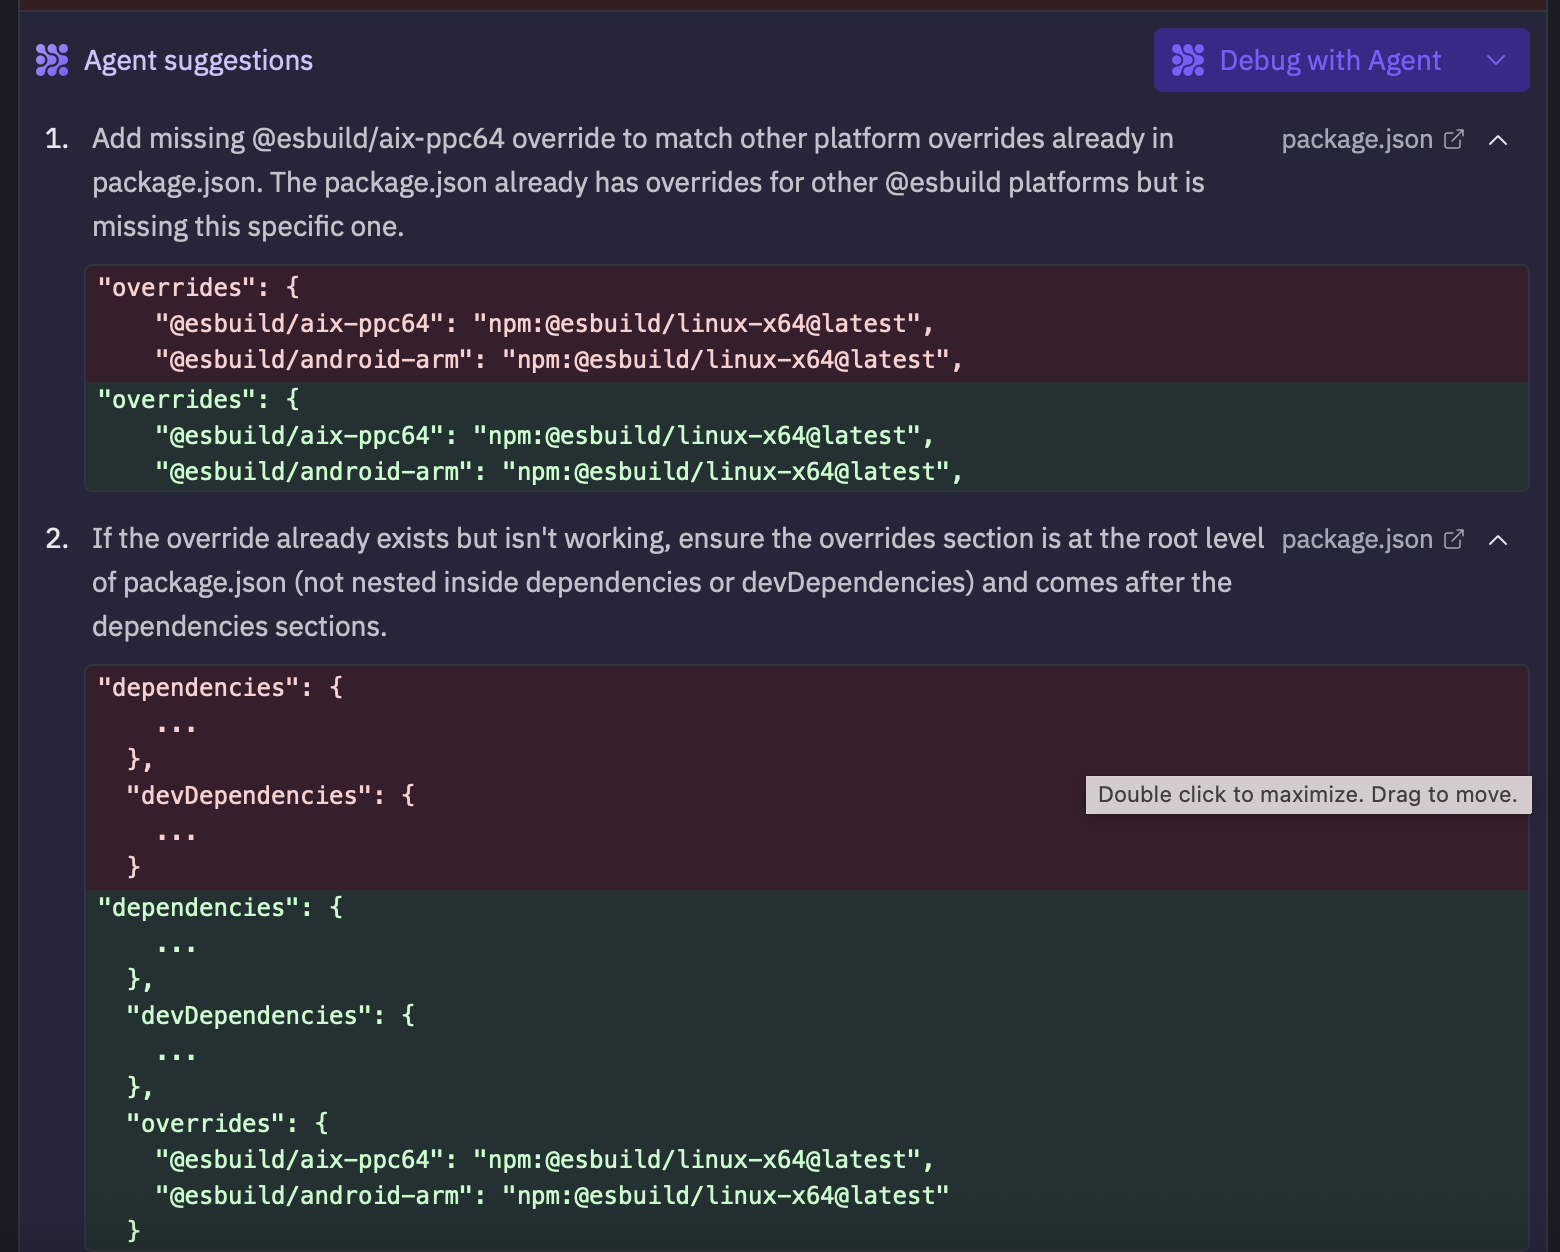 Agent suggestions
Debug with Agent
1. Add missing @esbuild/aix-ppc64 override to match other platform overrides already in
package.json
package.json. The package.json already has overrides for other @esbuild platforms but is
missing this specific one.
"overrides": {
"@esbuild/aix-ppc64": "npm:@esbuild/linux-x64@latest",
"@esbuild/android-arm": "npm:@esbuild/linux-x64@latest",
"overrides": {
"@esbuild/aix-ppc64": "npm:@esbuild/linux-x64@latest",
"@esbuild/android-arm": "npm:@esbuild/linux-x64@latest",
2. If the override already exists but isn't working, ensure the overrides section is at the root level
package.json
of package.json (not nested inside dependencies or devDependencies) and comes after the
dependencies sections.
"dependencies": {
...
},
"devDependencies": {
...
}
Double click to maximize. Drag to move.
"dependencies": {
...
},
"devDependencies": {
...
},
"overrides": {
"@esbuild/aix-ppc64": "npm:@esbuild/linux-x64@latest",
"@esbuild/android-arm": "npm:@esbuild/linux-x64@latest"
}